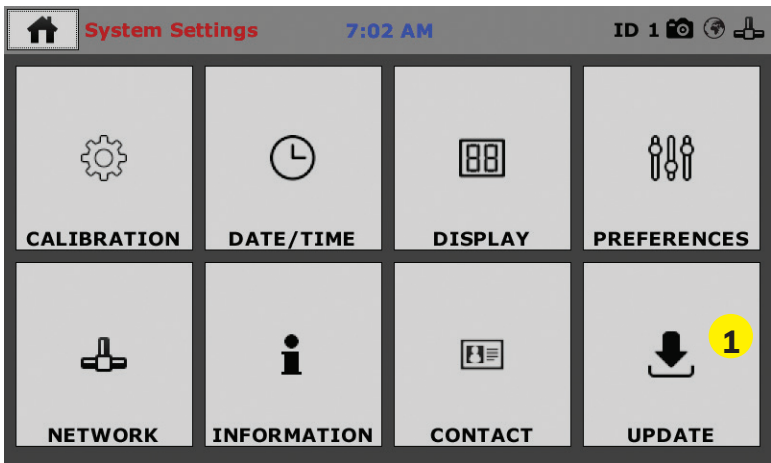 System Settings 7:02 AM ID 1
CALIBRATION DATE/TIME DISPLAY PREFERENCES
1
NETWORK INFORMATION CONTACT UPDATE